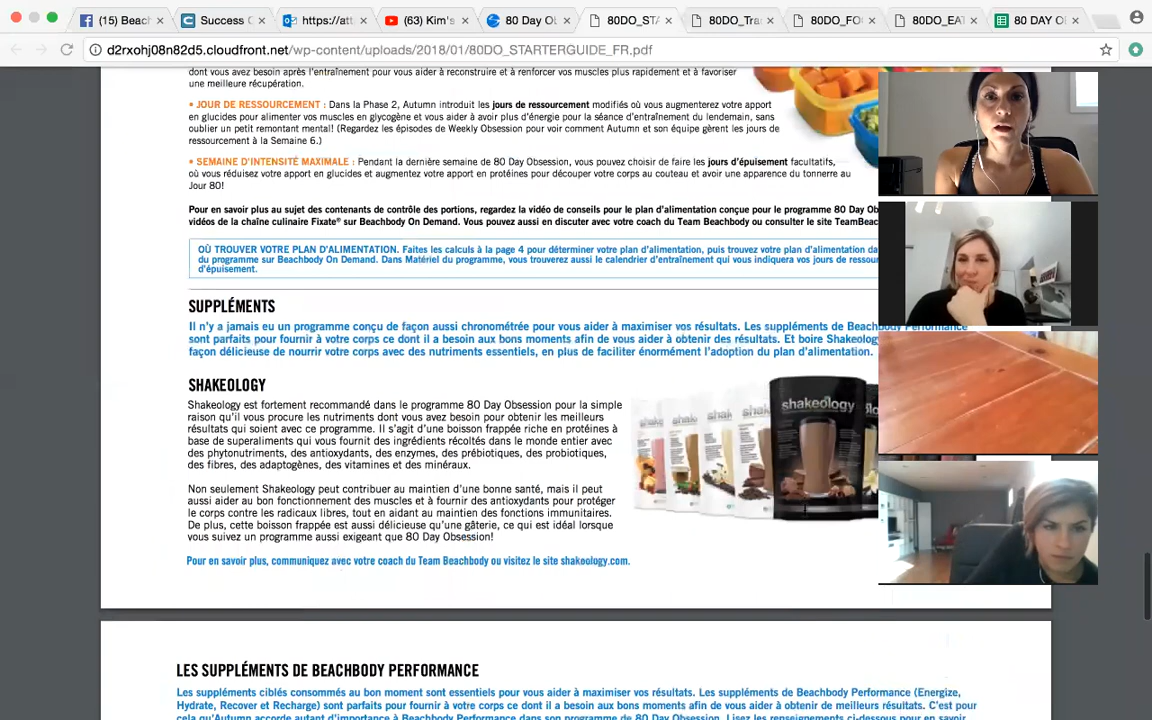 (15) Beach
Success C
https://att
(63) Kim's
80 Day Ol
80DO_STA
80DO_Tra
80DO_FO
80DO_EAT
80 DAY O
d2rxohj08n82d5.cloudfront.net/wp-content/uploads/2018/01/80DO_STARTERGUIDE_FR.pdf
dont vous avez besoin après l'entraînement pour vous aider à reconstruire et à renforcer vos muscles plus rapidement et à favoriser
une meilleure récupération.
• JOUR DE RESSOURCEMENT : Dans la Phase 2, Autumn introduit les jours de ressourcement modifiés où vous augmenterez votre apport
en glucides pour alimenter vos muscles en glycogène et vous aider à avoir plus d'énergie pour la séance d'entraînement du lendemain, sans
oublier un petit remontant mental! (Regardez les épisodes de Weekly Obsession pour voir comment Autumn et son équipe gèrent les jours de
ressourcement à la Semaine 6.)
• SEMAINE D'INTENSITÉ MAXIMALE : Pendant la dernière semaine de 80 Day Obsession, vous pouvez choisir de faire les jours d'épuisement facultatifs,
où vous réduisez votre apport en glucides et augmentez votre apport en protéines pour découper votre corps au couteau et avoir une apparence du tonnerre au
Jour 80!
Pour en savoir plus au sujet des contenants de contrôle des portions, regardez la vidéo de conseils pour le plan d'alimentation conçue pour le programme 80 Day Ob
vidéos de la chaîne culinaire Fixate® sur Beachbody On Demand. Vous pouvez aussi en discuter avec votre coach du Team Beachbody ou consulter le site TeamBeac
OÙ TROUVER VOTRE PLAN D'ALIMENTATION. Faites les calculs à la page 4 pour déterminer votre plan d'alimentation, puis trouvez votre plan d'alimentation da
du programme sur Beachbody On Demand. Dans Matériel du programme, vous trouverez aussi le calendrier d'entraînement qui vous indiquera vos jours de ressour
d'épuisement.
SUPPLÉMENTS
Il n'y a jamais eu un programme conçu de façon aussi chronométrée pour vous aider à maximiser vos résultats. Les suppléments de Beachbody Performance
sont parfaits pour fournir à votre corps ce dont il a besoin aux bons moments afin de vous aider à obtenir des résultats. Et boire Shakeology
façon délicieuse de nourrir votre corps avec des nutriments essentiels, en plus de faciliter énormément l'adoption du plan d'alimentation.
SHAKEOLOGY
Shakeology est fortement recommandé dans le programme 80 Day Obsession pour la simple
raison qu'il vous procure les nutriments dont vous avez besoin pour obtenir les meilleurs
résultats qui soient avec ce programme. Il s'agit d'une boisson frappée riche en protéines à
base de superaliments qui vous fournit des ingrédients récoltés dans le monde entier avec
des phytonutriments, des antioxydants, des enzymes, des prébiotiques, des probiotiques,
des fibres, des adaptogènes, des vitamines et des minéraux.
shakeology
Non seulement Shakeology peut contribuer au maintien d'une bonne santé, mais il peut
aussi aider au bon fonctionnement des muscles et à fournir des antioxydants pour protéger
le corps contre les radicaux libres, tout en aidant au maintien des fonctions immunitaires.
De plus, cette boisson frappée est aussi délicieuse qu'une gâterie, ce qui est idéal lorsque
vous suivez un programme aussi exigeant que 80 Day Obsession!
Pour en savoir plus, communiquez avec votre coach du Team Beachbody ou visitez le site shakeology.com.
LES SUPPLÉMENTS DE BEACHBODY PERFORMANCE
Les suppléments ciblés consommés au bon moment sont essentiels pour vous aider à maximiser vos résultats. Les suppléments de Beachbody Performance (Energize,
Hydrate, Recover et Recharge) sont parfaits pour fournir à votre corps ce dont il a besoin aux bons moments afin de vous aider à obtenir de meilleurs résultats. C'est pour
cela qu'Autumn accorde autant d'importance à Beachbody Performance dans son programme de 80 Day Obsession. Lisez les renseignements ci-dessous pour en savoir